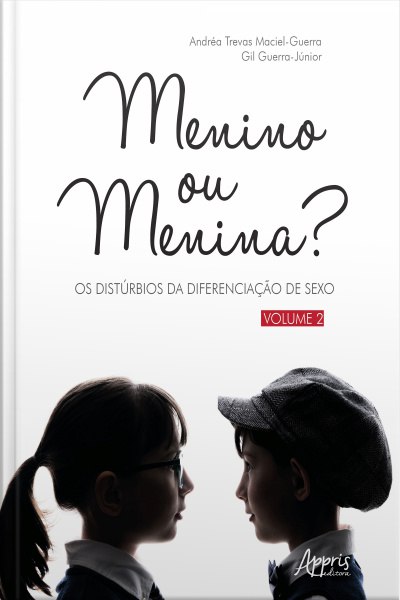 Andréa Trevas Maciel-Guerra
Gil Guerra-Júnior
Menino
ou
Menina?
OS DISTÚRBIOS DA DIFERENCIAÇÃO DE SEXO
VOLUME 2
Appris
editora